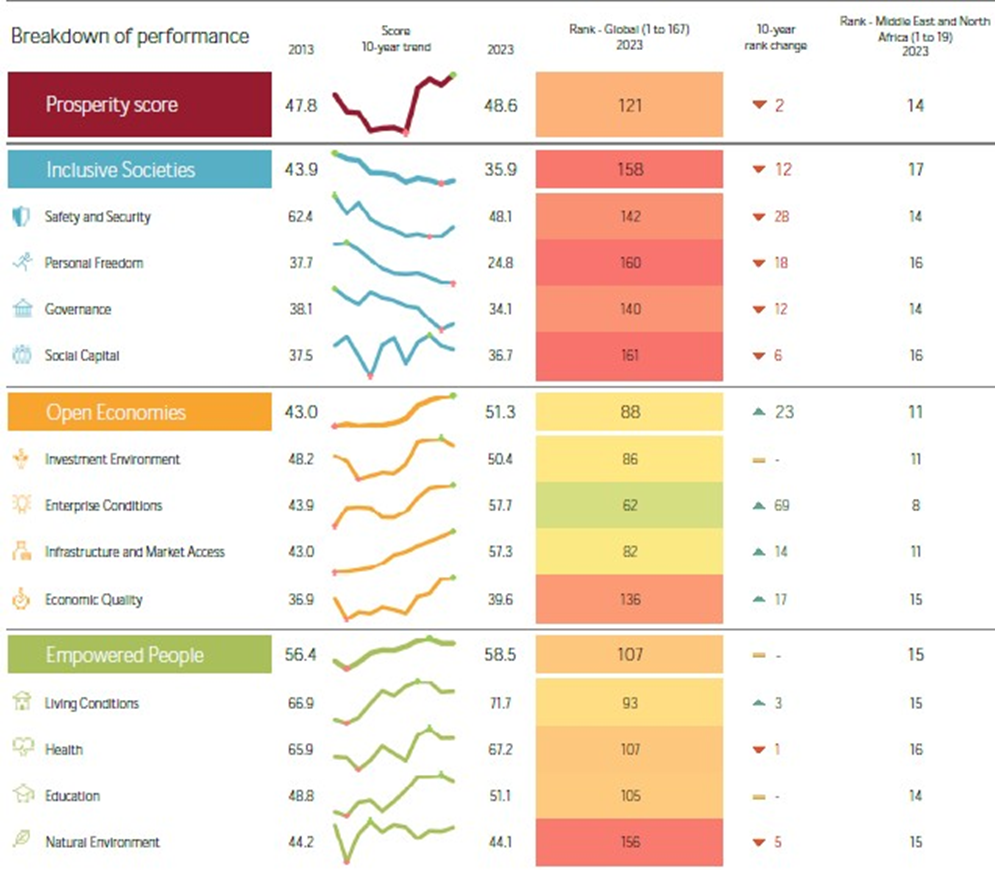 Breakdown of performance 2013 Score 10-year trend 2023 Rank - Global (1 to 167) 2023 10-year rank change Rank - Middle East and North Africa (1 to 19) 2023
Prosperity score 47.8 48.6 121 2 14
Inclusive Societies 43.9 35.9 158 12 17
Safety and Security 62.4 48.1 142 28 14
Personal Freedom 37.7 24.8 160 18 16
Governance 38.1 34.1 140 12 14
Social Capital 37.5 36.7 161 6 16
Open Economies 43.0 51.3 88 23 11
Investment Environment 48.2 50.4 86 - 11
Enterprise Conditions 43.9 57.7 62 69 8
Infrastructure and Market Access 43.0 57.3 82 14 11
Economic Quality 36.9 39.6 136 17 15
Empowered People 56.4 58.5 107 - 15
Living Conditions 66.9 71.7 93 3 15
Health 65.9 67.2 107 1 16
Education 48.8 51.1 105 - 14
Natural Environment 44.2 44.1 156 5 15